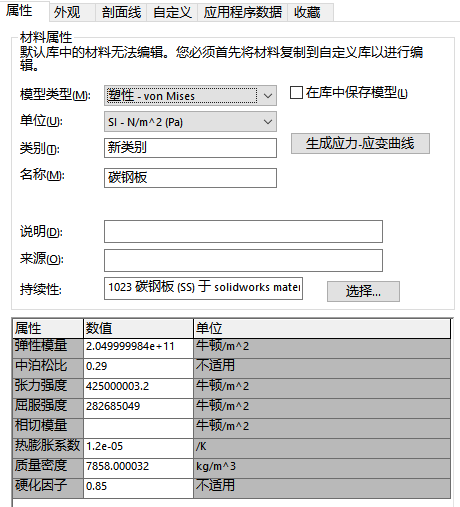 属性 外观 剖面线 自定义 应用程序数据 收藏
材料属性
默认库中的材料无法编辑。您必须首先将材料复制到自定义库以进行编
辑。
模型类型(M): 塑性 - von Mises 在库中保存模型(L)
单位(U): SI - N/m^2 (Pa)
类别(T): 新类别 生成应力-应变曲线
名称(M): 碳钢板
说明(D):
来源(O):
持续性: 1023 碳钢板 (SS) 于 solidworks mater 选择...
属性 数值 单位
弹性模量 2.049999984e+11 牛顿/m^2
中泊松比 0.29 不适用
张力强度 425000003.2 牛顿/m^2
屈服强度 282685049 牛顿/m^2
相切模量 牛顿/m^2
热膨胀系数 1.2e-05 /K
质量密度 7858.000032 kg/m^3
硬化因子 0.85 不适用